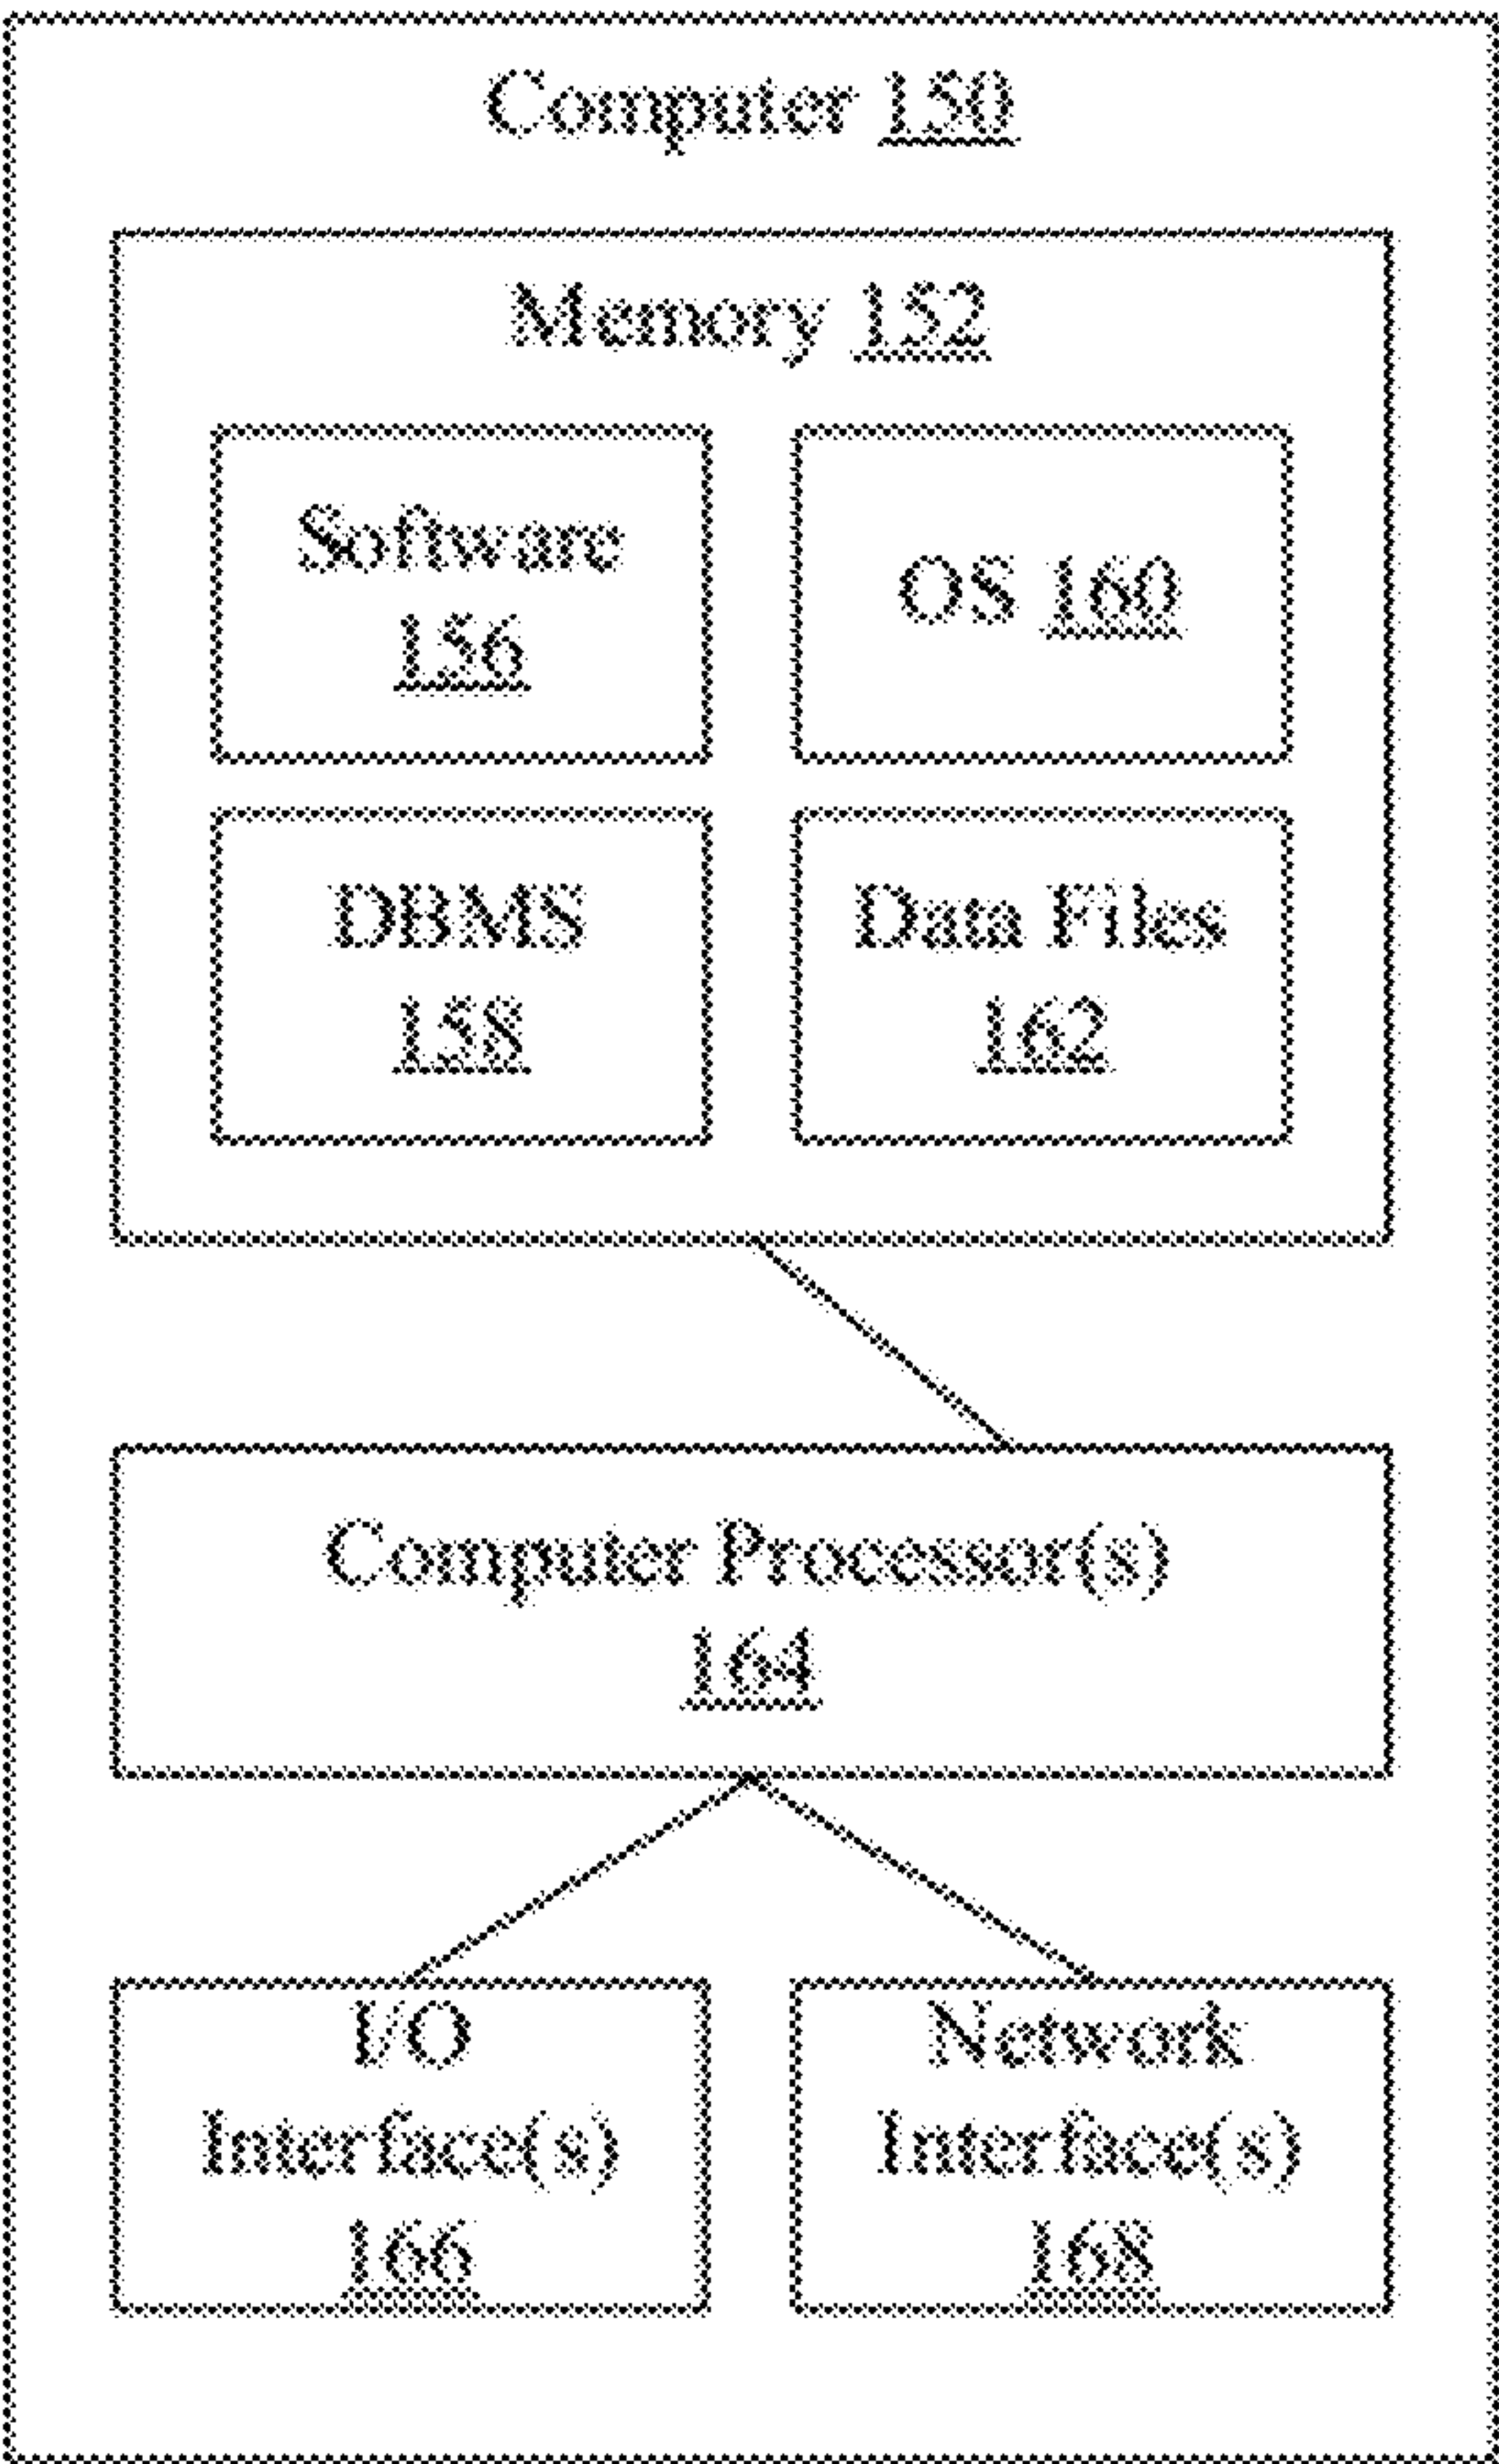 Computer 150
Memory 152
Software
156
OS 160
DBMS
158
Data Files
162
Computer Processor(s)
164
I/O
Interface(s)
166
Network
Interface(s)
168